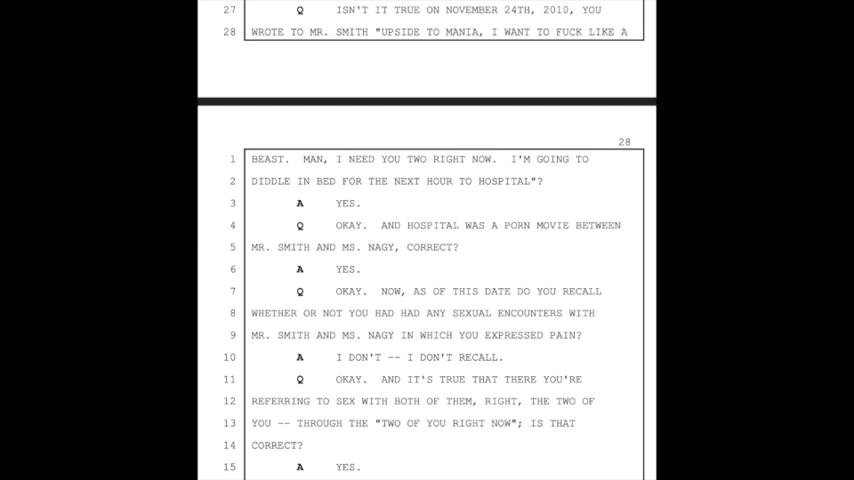 27 Q ISN'T IT TRUE ON NOVEMBER 24TH, 2010, YOU
28 WROTE TO MR. SMITH "UPSIDE TO MANIA, I WANT TO FUCK LIKE A
28
1 BEAST. MAN, I NEED YOU TWO RIGHT NOW. I'M GOING TO
2 DIDDLE IN BED FOR THE NEXT HOUR TO HOSPITAL"?
3 A YES.
4 Q OKAY. AND HOSPITAL WAS A PORN MOVIE BETWEEN
5 MR. SMITH AND MS. NAGY, CORRECT?
6 A YES.
7 Q OKAY. NOW, AS OF THIS DATE DO YOU RECALL
8 WHETHER OR NOT YOU HAD HAD ANY SEXUAL ENCOUNTERS WITH
9 MR. SMITH AND MS. NAGY IN WHICH YOU EXPRESSED PAIN?
10 A I DON'T -- I DON'T RECALL.
11 Q OKAY. AND IT'S TRUE THAT THERE YOU'RE
12 REFERRING TO SEX WITH BOTH OF THEM, RIGHT, THE TWO OF
13 YOU -- THROUGH THE "TWO OF YOU RIGHT NOW"; IS THAT
14 CORRECT?
15 A YES.